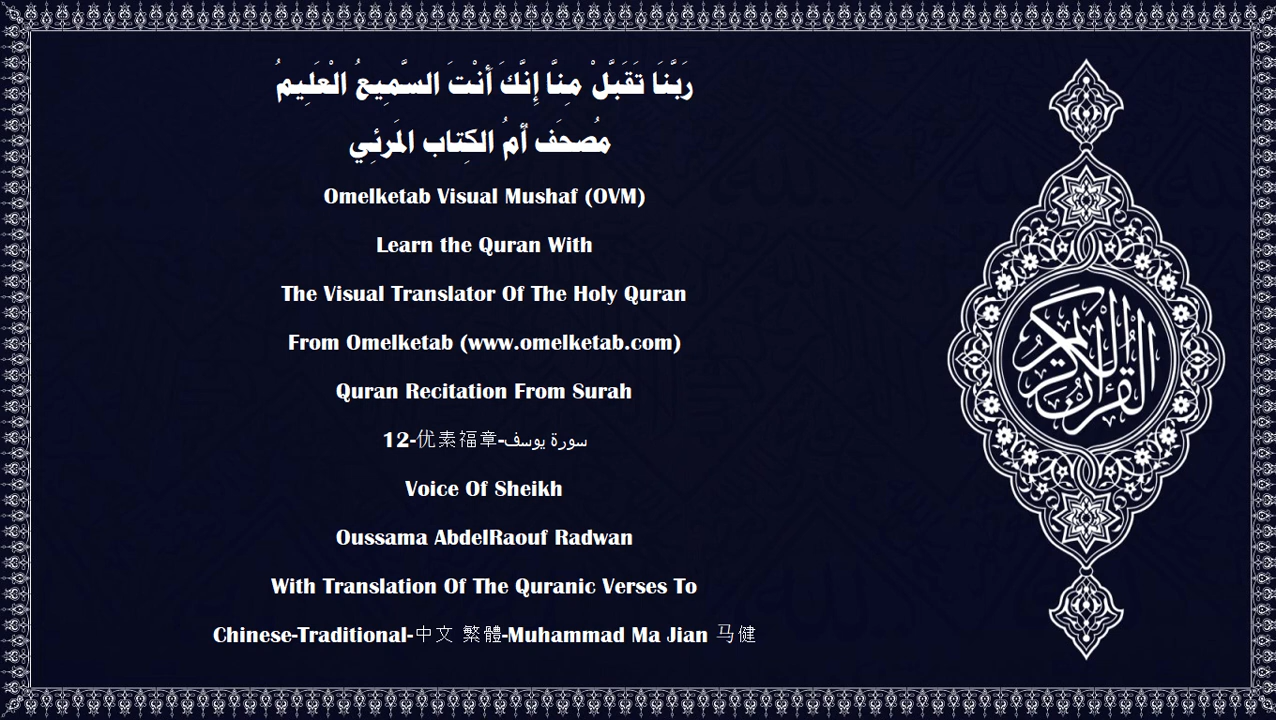 رَبَّنَا تَقَبَّلْ مِنَّا إِنَّكَ أَنْتَ السَّمِيعُ الْعَلِيمُ
مُصحَف أمُ الكِتاب المَرئِي
Omelketab Visual Mushaf (OVM)
Learn the Quran With
The Visual Translator Of The Holy Quran
From Omelketab (www.omelketab.com)
Quran Recitation From Surah
12-优素福章-سورة يوسف
Voice Of Sheikh
Oussama AbdelRaouf Radwan
With Translation Of The Quranic Verses To
Chinese-Traditional-中文 繁體-Muhammad Ma Jian 马健
القرآن الكريم